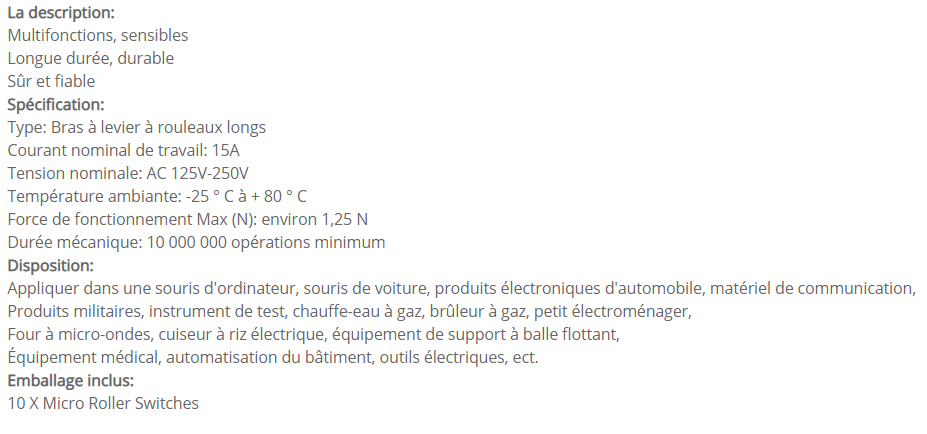 La description:
Multifonctions, sensibles
Longue durée, durable
Sûr et fiable
Spécification:
Type: Bras à levier à rouleaux longs
Courant nominal de travail: 15A
Tension nominale: AC 125V-250V
Température ambiante: -25 ° C à + 80 ° C
Force de fonctionnement Max (N): environ 1,25 N
Durée mécanique: 10 000 000 opérations minimum
Disposition:
Appliquer dans une souris d'ordinateur, souris de voiture, produits électroniques d'automobile, matériel de communication,
Produits militaires, instrument de test, chauffe-eau à gaz, brûleur à gaz, petit électroménager,
Four à micro-ondes, cuiseur à riz électrique, équipement de support à balle flottant,
Équipement médical, automatisation du bâtiment, outils électriques, ect.
Emballage inclus:
10 X Micro Roller Switches